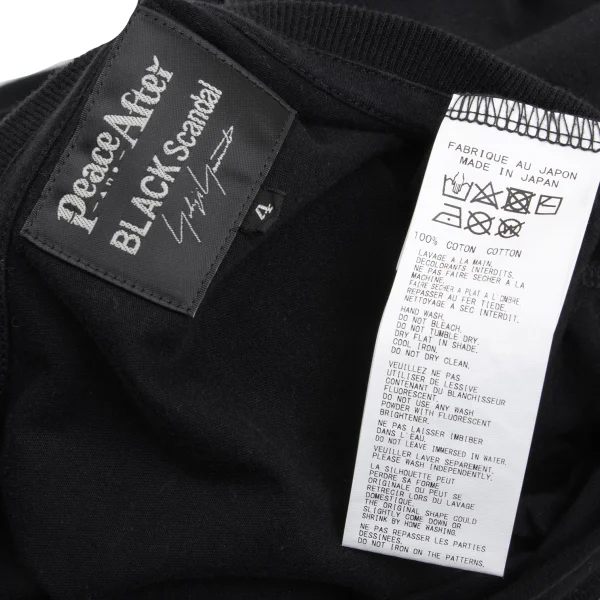 Peace And After
BLACK Scandal
Yohji Yamamoto
4
FABRIQUE AU JAPON
MADE IN JAPAN
100% COTON COTTON
LAVAGE A LA MAIN.
DECOLORANTS INTERDITS.
NE PAS FAIRE SECHER A LA
MACHINE.
FAIRE SECHER A PLAT A L OMBRE.
REPASSER AU FER TIEDE
NETTOYAGE A SEC INTERDIT.
HAND WASH.
DO NOT BLEACH.
DO NOT TUMBLE DRY.
DRY FLAT IN SHADE.
COOL IRON.
DO NOT DRY CLEAN.
VEUILLEZ NE PAS
UTILISER DE LESSIVE
CONTENANT DU BLANCHISSEUR
FLUORESCENT.
DO NOT USE ANY WASH
POWDER WITH FLUORESCENT
BRIGHTENER.
NE PAS LAISSER IMBIBER
DANS L EAU.
DO NOT LEAVE IMMERSED IN WATER.
VEUILLER LAVER SEPAREMENT.
PLEASE WASH INDEPENDENTLY.
LA SILHOUETTE PEUT
PERDRE SA FORME
ORIGINALE OU PEUT SE
RETRECIR LORS DU LAVAGE
DOMESTIQUE.
THE ORIGINAL SHAPE COULD
SLIGHTLY COME DOWN OR
SHRINK BY HOME WASHING.
NE PAS REPASSER LES PARTIES
DESSINEES.
DO NOT IRON ON THE PATTERNS.